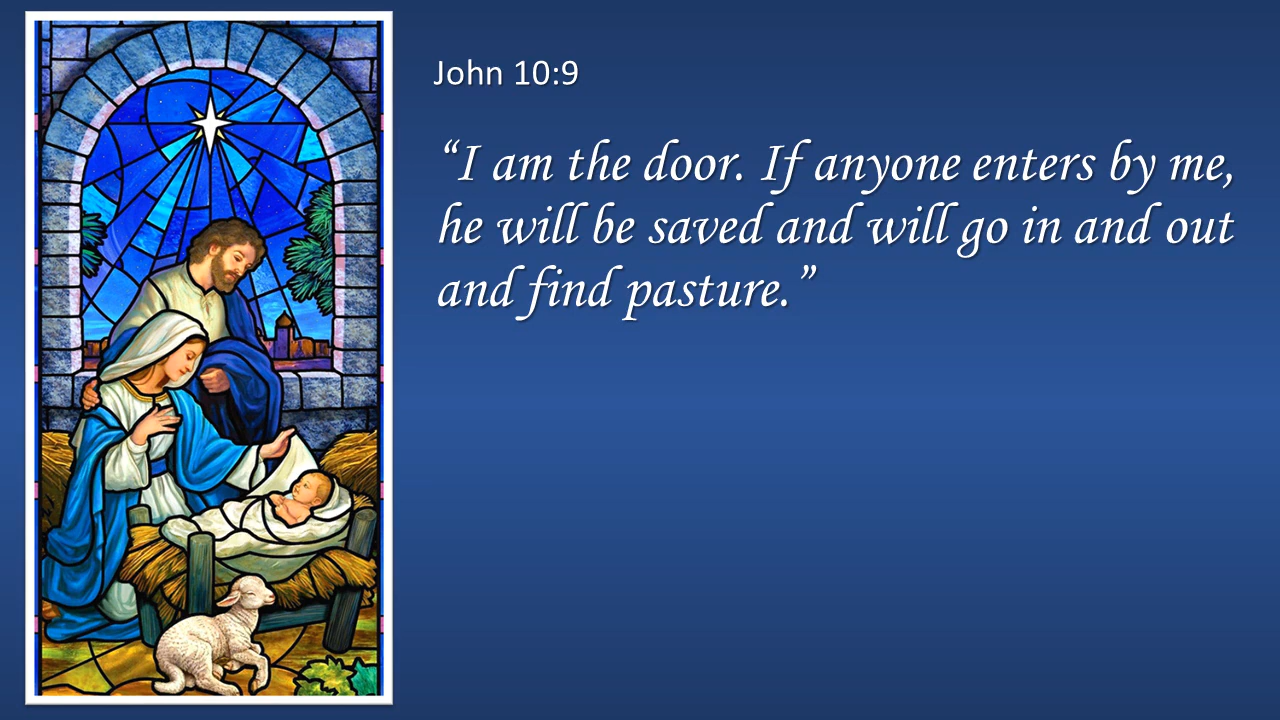 John 10:9
“I am the door. If anyone enters by me,
he will be saved and will go in and out
and find pasture.”